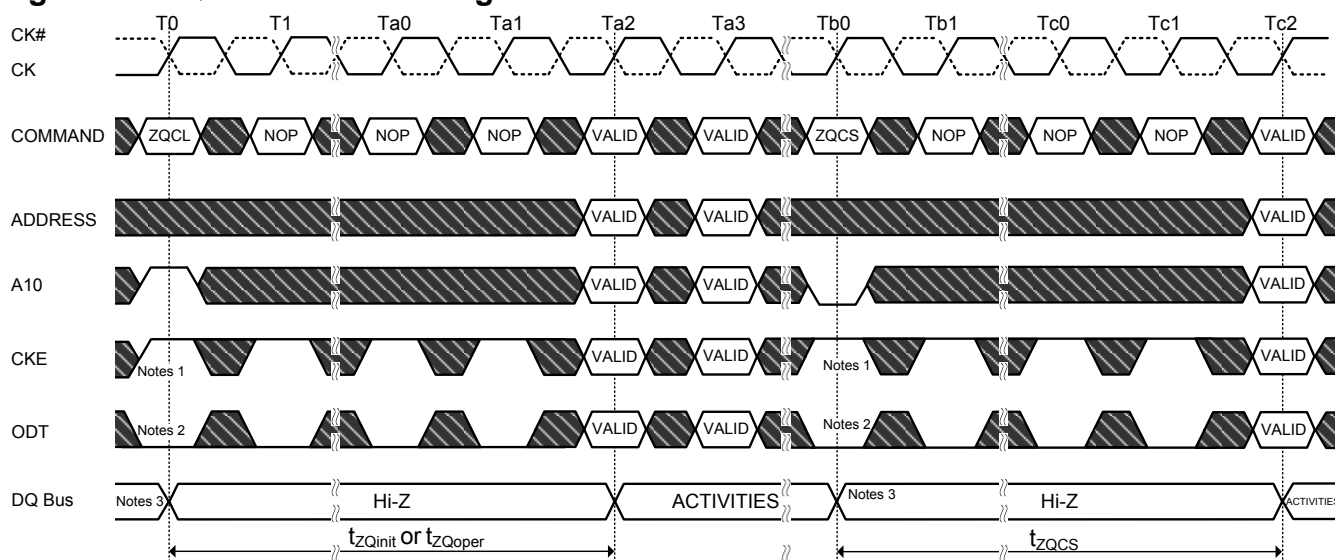 T0 T1 Ta0 Ta1 Ta2 Ta3 Tb0 Tb1 Tc0 Tc1 Tc2
CK#
CK
COMMAND ZQCL NOP NOP NOP VALID VALID ZQCS NOP NOP NOP VALID
ADDRESS VALID VALID VALID
A10 VALID VALID VALID
CKE Notes 1 VALID VALID Notes 1 VALID
ODT Notes 2 VALID VALID Notes 2 VALID
DQ Bus Notes 3 Hi-Z ACTIVITIES Notes 3 Hi-Z ACTIVITIES
tZQinit or tZQoper tZQCS